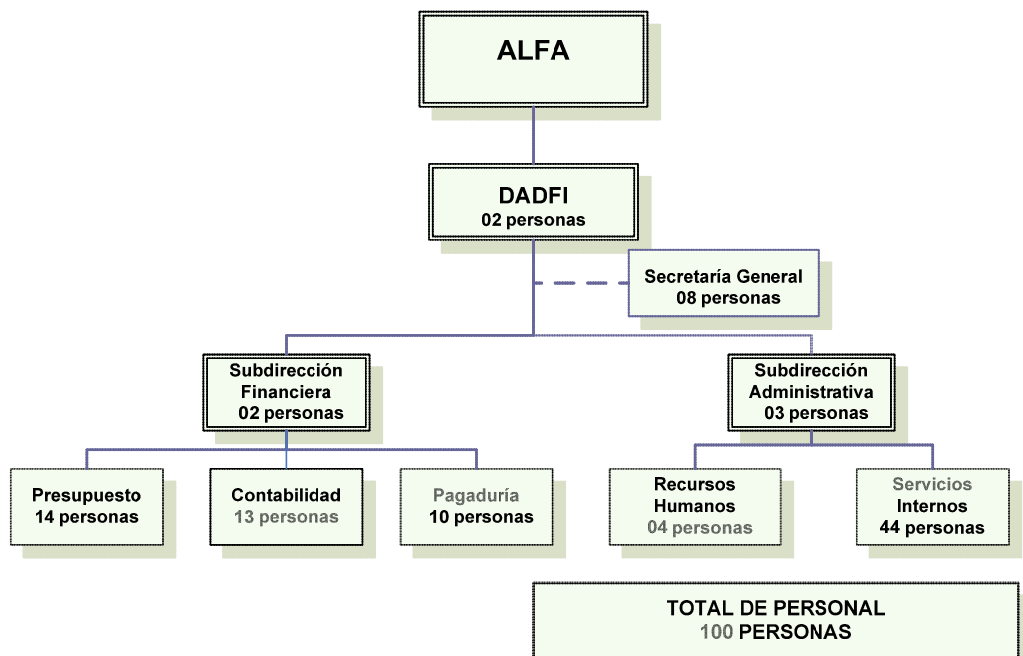 ALFA
DADFI
02 personas
Secretaría General
08 personas
Subdirección
Financiera
02 personas
Subdirección
Administrativa
03 personas
Presupuesto
14 personas
Contabilidad
13 personas
Pagaduría
10 personas
Recursos
Humanos
04 personas
Servicios
Internos
44 personas
TOTAL DE PERSONAL
100 PERSONAS